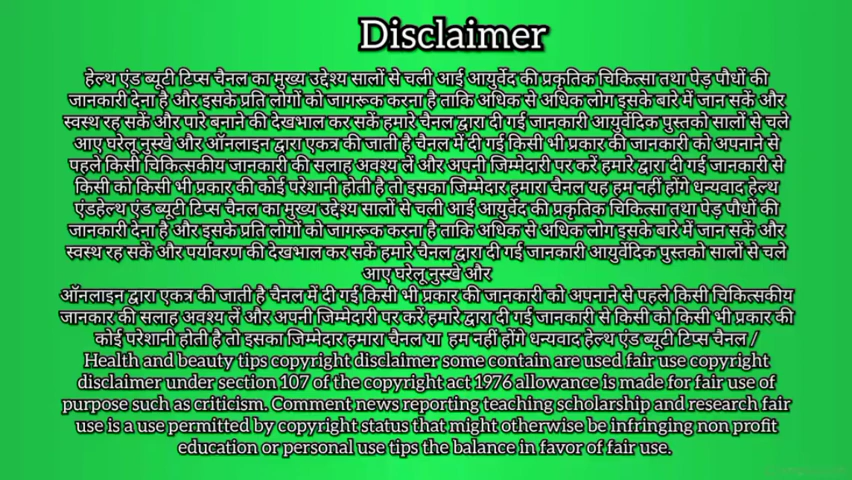 Disclaimer
हेल्थ एंड ब्यूटी टिप्स चैनल का मुख्य उद्देश्य सालों से चली आई आयुर्वेद की प्रकृतिक चिकित्सा तथा पेड़ पौधों की
जानकारी देना है और इसके प्रति लोगों को जागरूक करना है ताकि अधिक से अधिक लोग इसके बारे में जान सकें और
स्वस्थ रह सकें और पारे बनाने की देखभाल कर सकें हमारे चैनल द्वारा दी गई जानकारी आयुर्वेदिक पुस्तको सालों से चले
आए घरेलू नुस्खे और ऑनलाइन द्वारा एकत्र की जाती है चैनल में दी गई किसी भी प्रकार की जानकारी को अपनाने से
पहले किसी चिकित्सकीय जानकारी की सलाह अवश्य लें और अपनी जिम्मेदारी पर करें हमारे द्वारा दी गई जानकारी से
किसी को किसी भी प्रकार की कोई परेशानी होती है तो इसका जिम्मेदार हमारा चैनल यह हम नहीं होंगे धन्यवाद हेल्थ
एंडहेल्थ एंड ब्यूटी टिप्स चैनल का मुख्य उद्देश्य सालों से चली आई आयुर्वेद की प्रकृतिक चिकित्सा तथा पेड़ पौधों की
जानकारी देना है और इसके प्रति लोगों को जागरूक करना है ताकि अधिक से अधिक लोग इसके बारे में जान सकें और
स्वस्थ रह सकें और पर्यावरण की देखभाल कर सकें हमारे चैनल द्वारा दी गई जानकारी आयुर्वेदिक पुस्तको सालों से चले
आए घरेलू नुस्खे और
ऑनलाइन द्वारा एकत्र की जाती है चैनल में दी गई किसी भी प्रकार की जानकारी को अपनाने से पहले किसी चिकित्सकीय
जानकार की सलाह अवश्य लें और अपनी जिम्मेदारी पर करें हमारे द्वारा दी गई जानकारी से किसी को किसी भी प्रकार की
कोई परेशानी होती है तो इसका जिम्मेदार हमारा चैनल या हम नहीं होंगे धन्यवाद हेल्थ एंड ब्यूटी टिप्स चैनल /
Health and beauty tips copyright disclaimer some contain are used fair use copyright
disclaimer under section 107 of the copyright act 1976 allowance is made for fair use of
purpose such as criticism. Comment news reporting teaching scholarship and research fair
use is a use permitted by copyright status that might otherwise be infringing non profit
education or personal use tips the balance in favor of fair use.